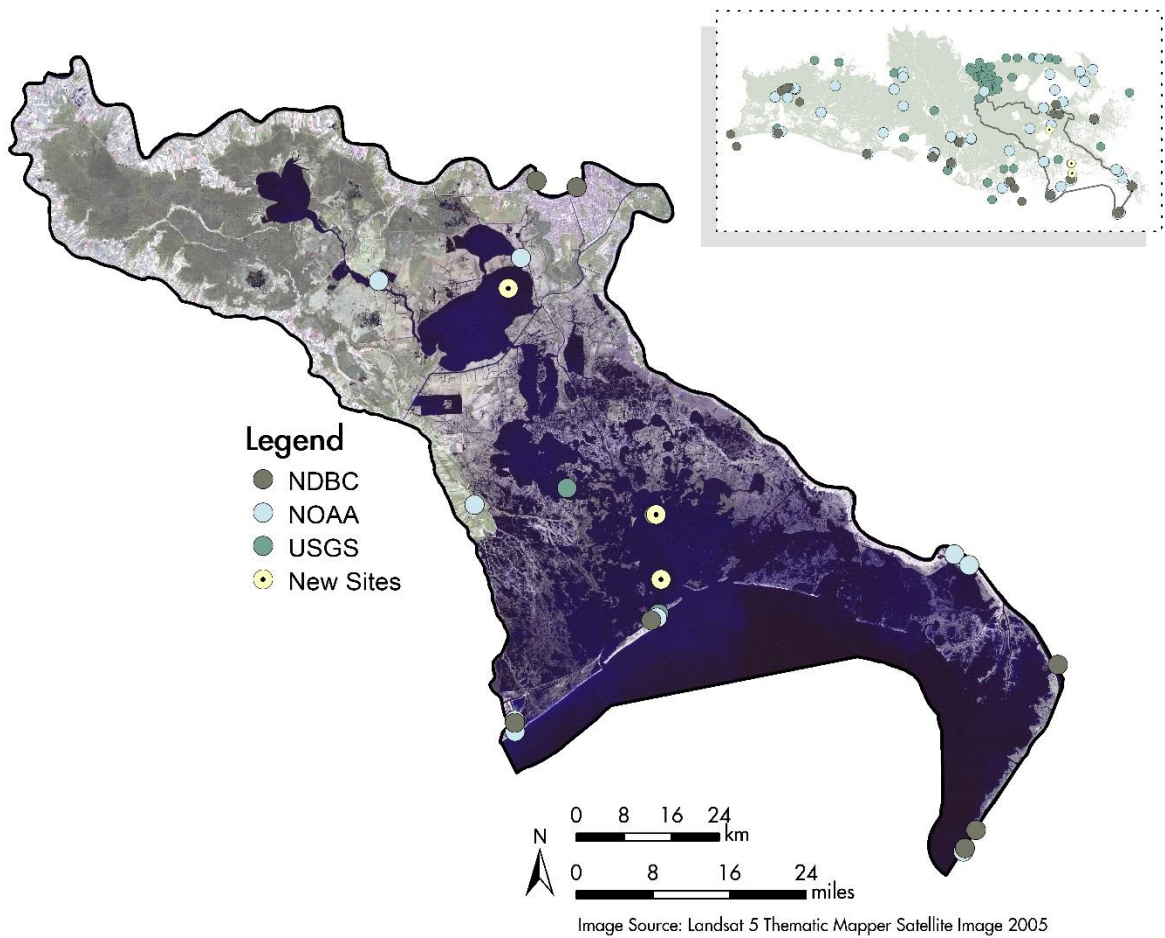 Legend
NDBC
NOAA
USGS
New Sites
0 8 16 24
km
N
0 8 16 24
miles
Image Source: Landsat 5 Thematic Mapper Satellite Image 2005